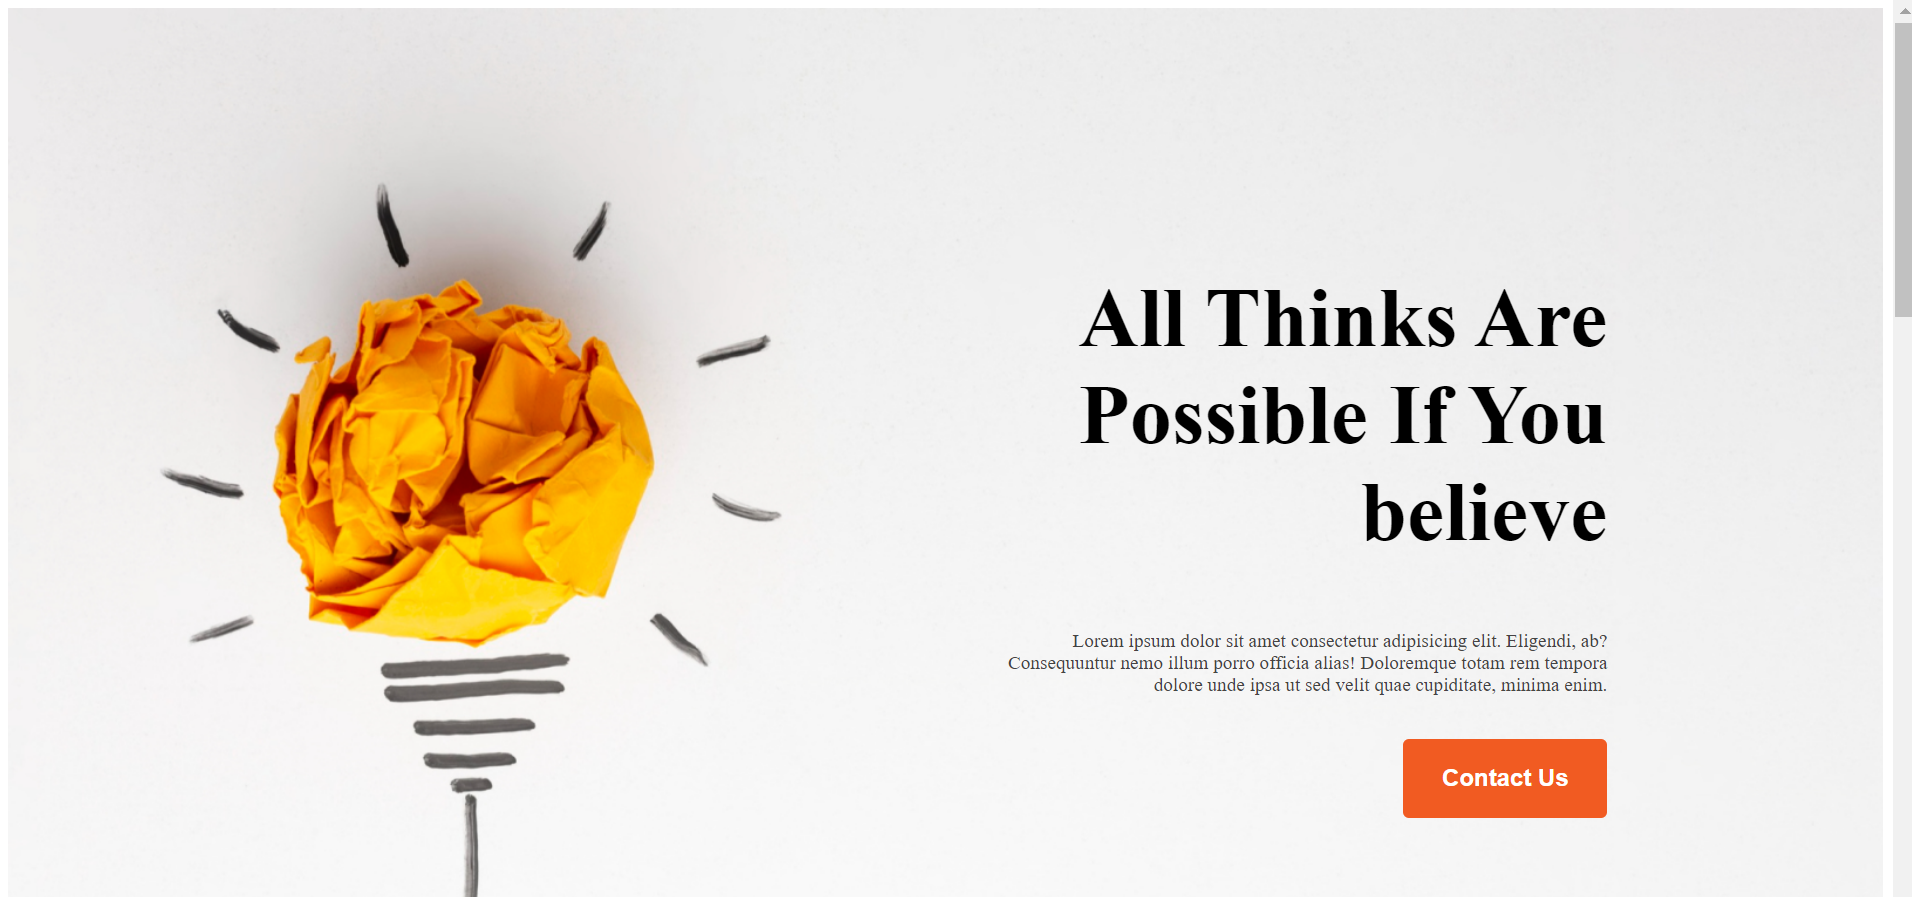 All Thinks Are
Possible If You
believe
Lorem ipsum dolor sit amet consectetur adipisicing elit. Eligendi, ab?
Consequuntur nemo illum porro officia alias! Doloremque totam rem tempora
dolore unde ipsa ut sed velit quae cupiditate, minima enim.
Contact Us